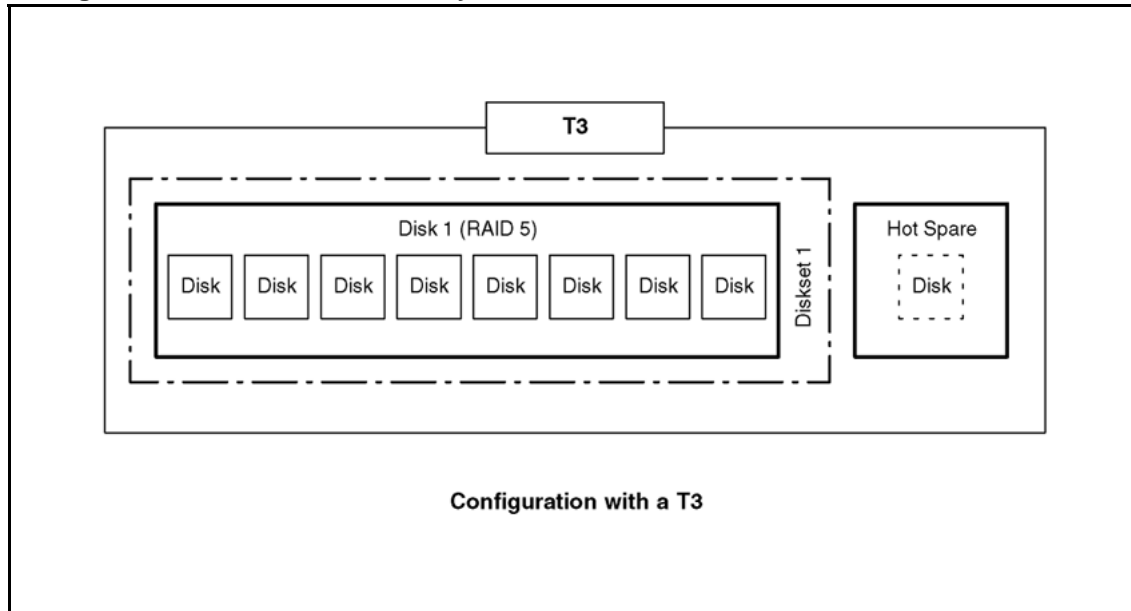 T3
Disk 1 (RAID 5)
Disk Disk Disk Disk Disk Disk Disk Disk
Diskset 1
Hot Spare
Disk
Configuration with a T3